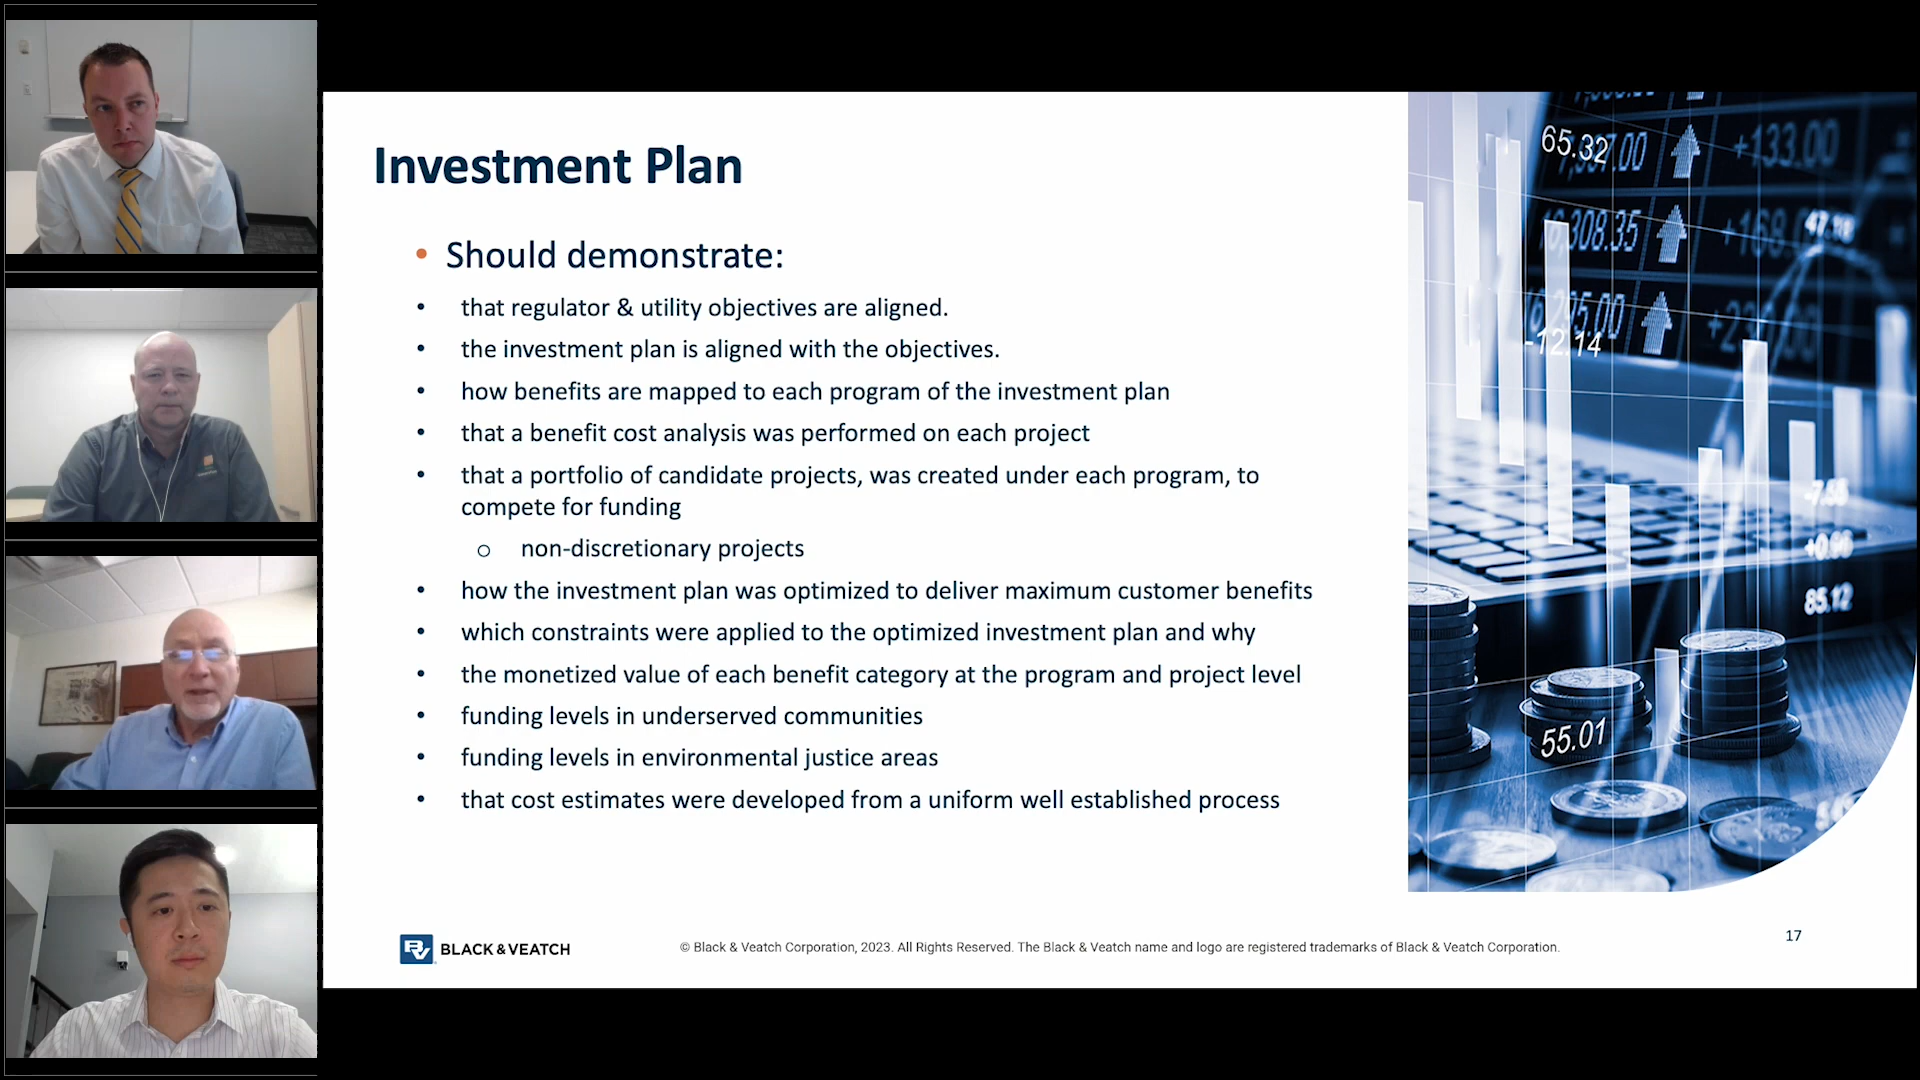 Investment Plan
• Should demonstrate:
• that regulator & utility objectives are aligned.
• the investment plan is aligned with the objectives.
• how benefits are mapped to each program of the investment plan
• that a benefit cost analysis was performed on each project
• that a portfolio of candidate projects, was created under each program, to
compete for funding
o non-discretionary projects
• how the investment plan was optimized to deliver maximum customer benefits
• which constraints were applied to the optimized investment plan and why
• the monetized value of each benefit category at the program and project level
• funding levels in underserved communities
• funding levels in environmental justice areas
• that cost estimates were developed from a uniform well established process
65.32
+133.00
308.35
47.18
-12.14
+0.96
85.12
55.01
BV BLACK & VEATCH
© Black & Veatch Corporation, 2023. All Rights Reserved. The Black & Veatch name and logo are registered trademarks of Black & Veatch Corporation.
17